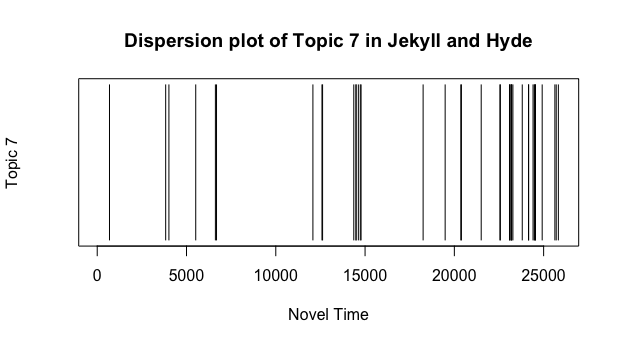 Dispersion plot of Topic 7 in Jekyll and Hyde
Topic 7
0 5000 10000 15000 20000 25000
Novel Time